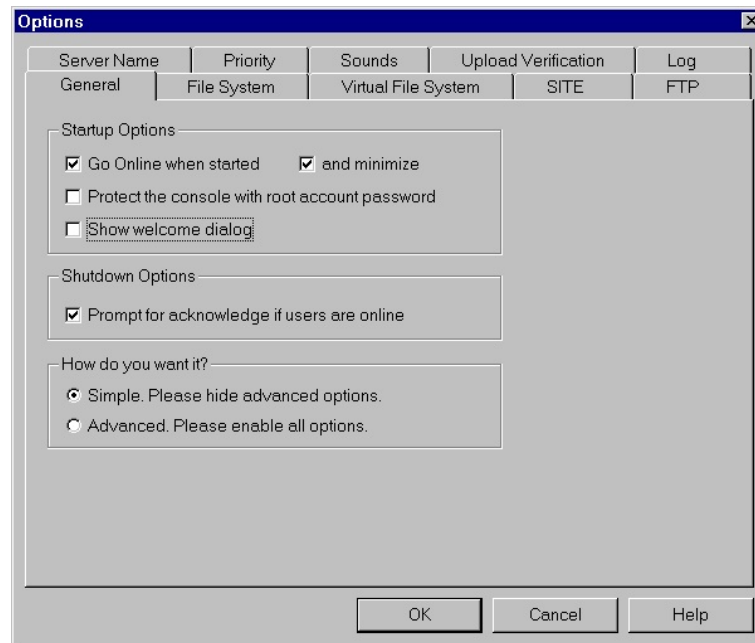 Options
Server Name Priority Sounds Upload Verification Log
General File System Virtual File System SITE FTP
Startup Options
Go Online when started and minimize
Protect the console with root account password
Show welcome dialog
Shutdown Options
Prompt for acknowledge if users are online
How do you want it?
Simple. Please hide advanced options.
Advanced. Please enable all options.
OK Cancel Help